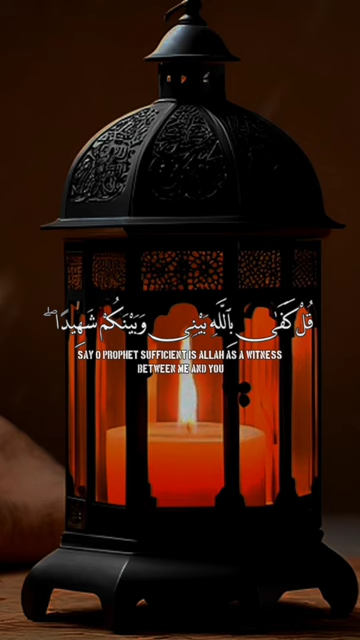 قُلْ كَفَىٰ بِٱللَّهِ بَيْنِى وَبَيْنَكُمْ شَهِيدًا ۖ
SAY O PROPHET SUFFICIENT IS ALLAH AS A WITNESS
BETWEEN ME AND YOU